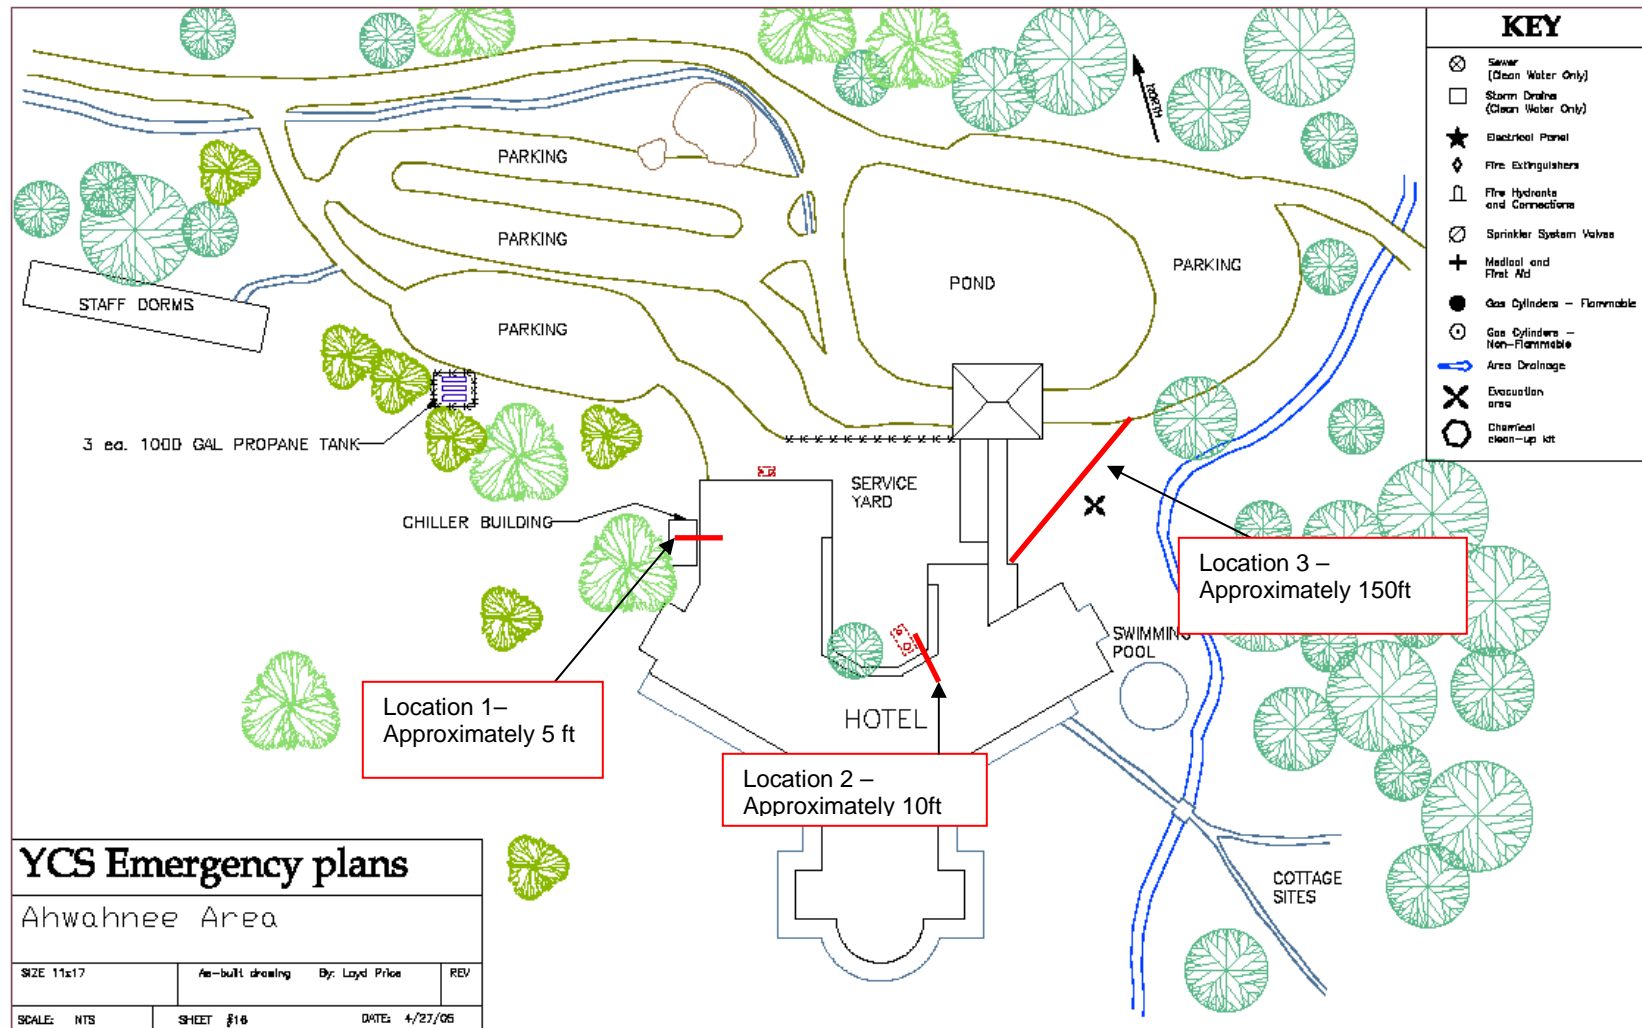 KEY
Sewer
(Clean Water Only)
Storm Drains
(Clean Water Only)
Electrical Panel
Fire Extinguishers
Fire Hydrants
and Connections
Sprinkler System Valves
Medical and
First Aid
Gas Cylinders - Flammable
Gas Cylinders -
Non-Flammable
Area Drainage
Evacuation
area
Chemical
clean-up kit
NORTH
PARKING
PARKING
PARKING
PARKING
POND
STAFF DORMS
3 ea. 1000 GAL PROPANE TANK
SERVICE
YARD
CHILLER BUILDING
Location 3 –
Approximately 150ft
SWIMMING
POOL
Location 1–
Approximately 5 ft
HOTEL
Location 2 –
Approximately 10ft
COTTAGE
SITES
YCS Emergency plans
Ahwahnee Area
SIZE 11x17
As-built drawing By: Loyd Price
REV
SCALE: NTS
SHEET #16
DATE: 4/27/05